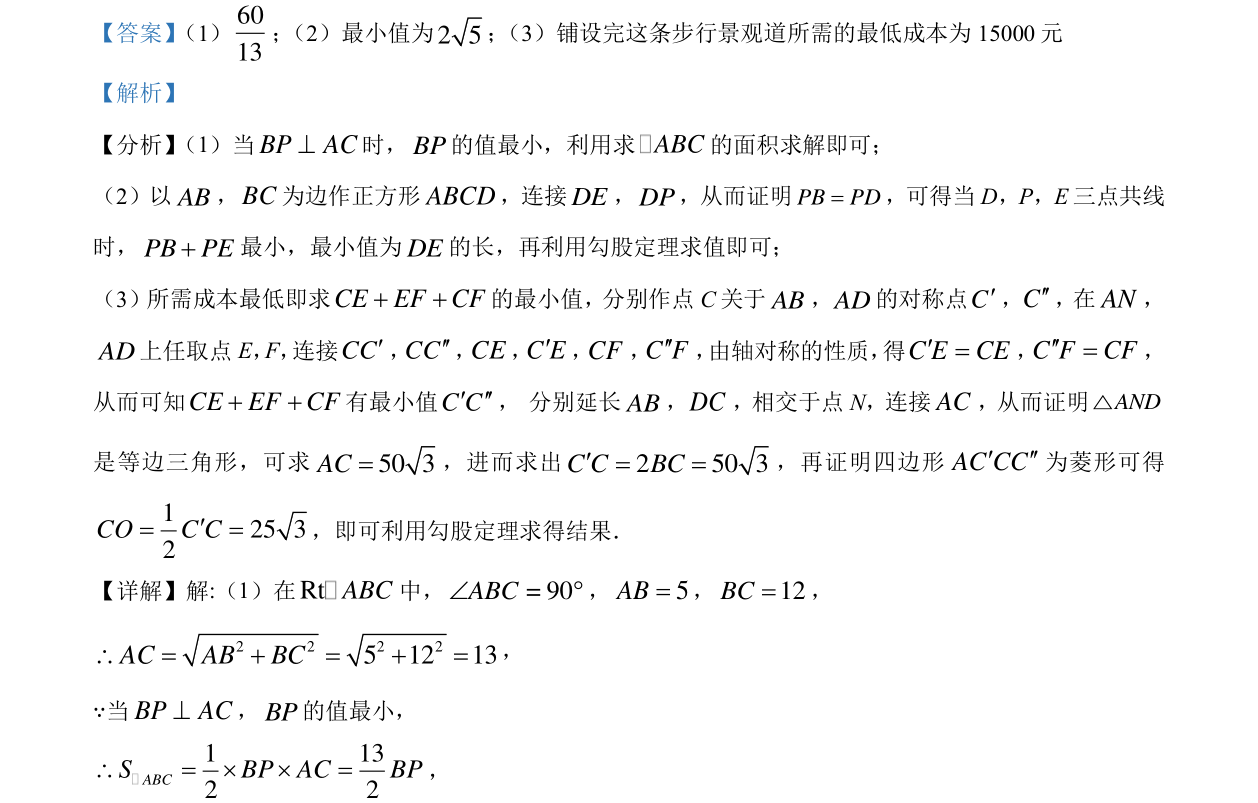 【答案】（1）60/13；（2）最小值为2√5；（3）铺设完这条步行景观道所需的最低成本为 15000 元
【解析】
【分析】（1）当BP⊥AC时，BP的值最小，利用求□ABC的面积求解即可；
（2）以AB，BC为边作正方形ABCD，连接DE，DP，从而证明PB=PD，可得当D，P，E三点共线
时，PB+PE最小，最小值为DE的长，再利用勾股定理求值即可；
（3）所需成本最低即求CE+EF+CF的最小值，分别作点C关于AB，AD的对称点C′，C″，在AN，
AD上任取点E，F，连接CC′，CC″，CE，C′E，CF，C″F，由轴对称的性质，得C′E=CE，C″F=CF，
从而可知CE+EF+CF有最小值C′C″， 分别延长AB，DC，相交于点N，连接AC，从而证明△AND
是等边三角形，可求AC=50√3，进而求出C′C=2BC=50√3，再证明四边形AC′CC″为菱形可得
CO=1/2C′C=25√3，即可利用勾股定理求得结果．
【详解】解:（1）在Rt□ABC中，∠ABC=90°，AB=5，BC=12，
∴AC=√(AB²+BC²)=√(5²+12²)=13，
∵当BP⊥AC，BP的值最小，
∴S□ABC=1/2×BP×AC=13/2BP，